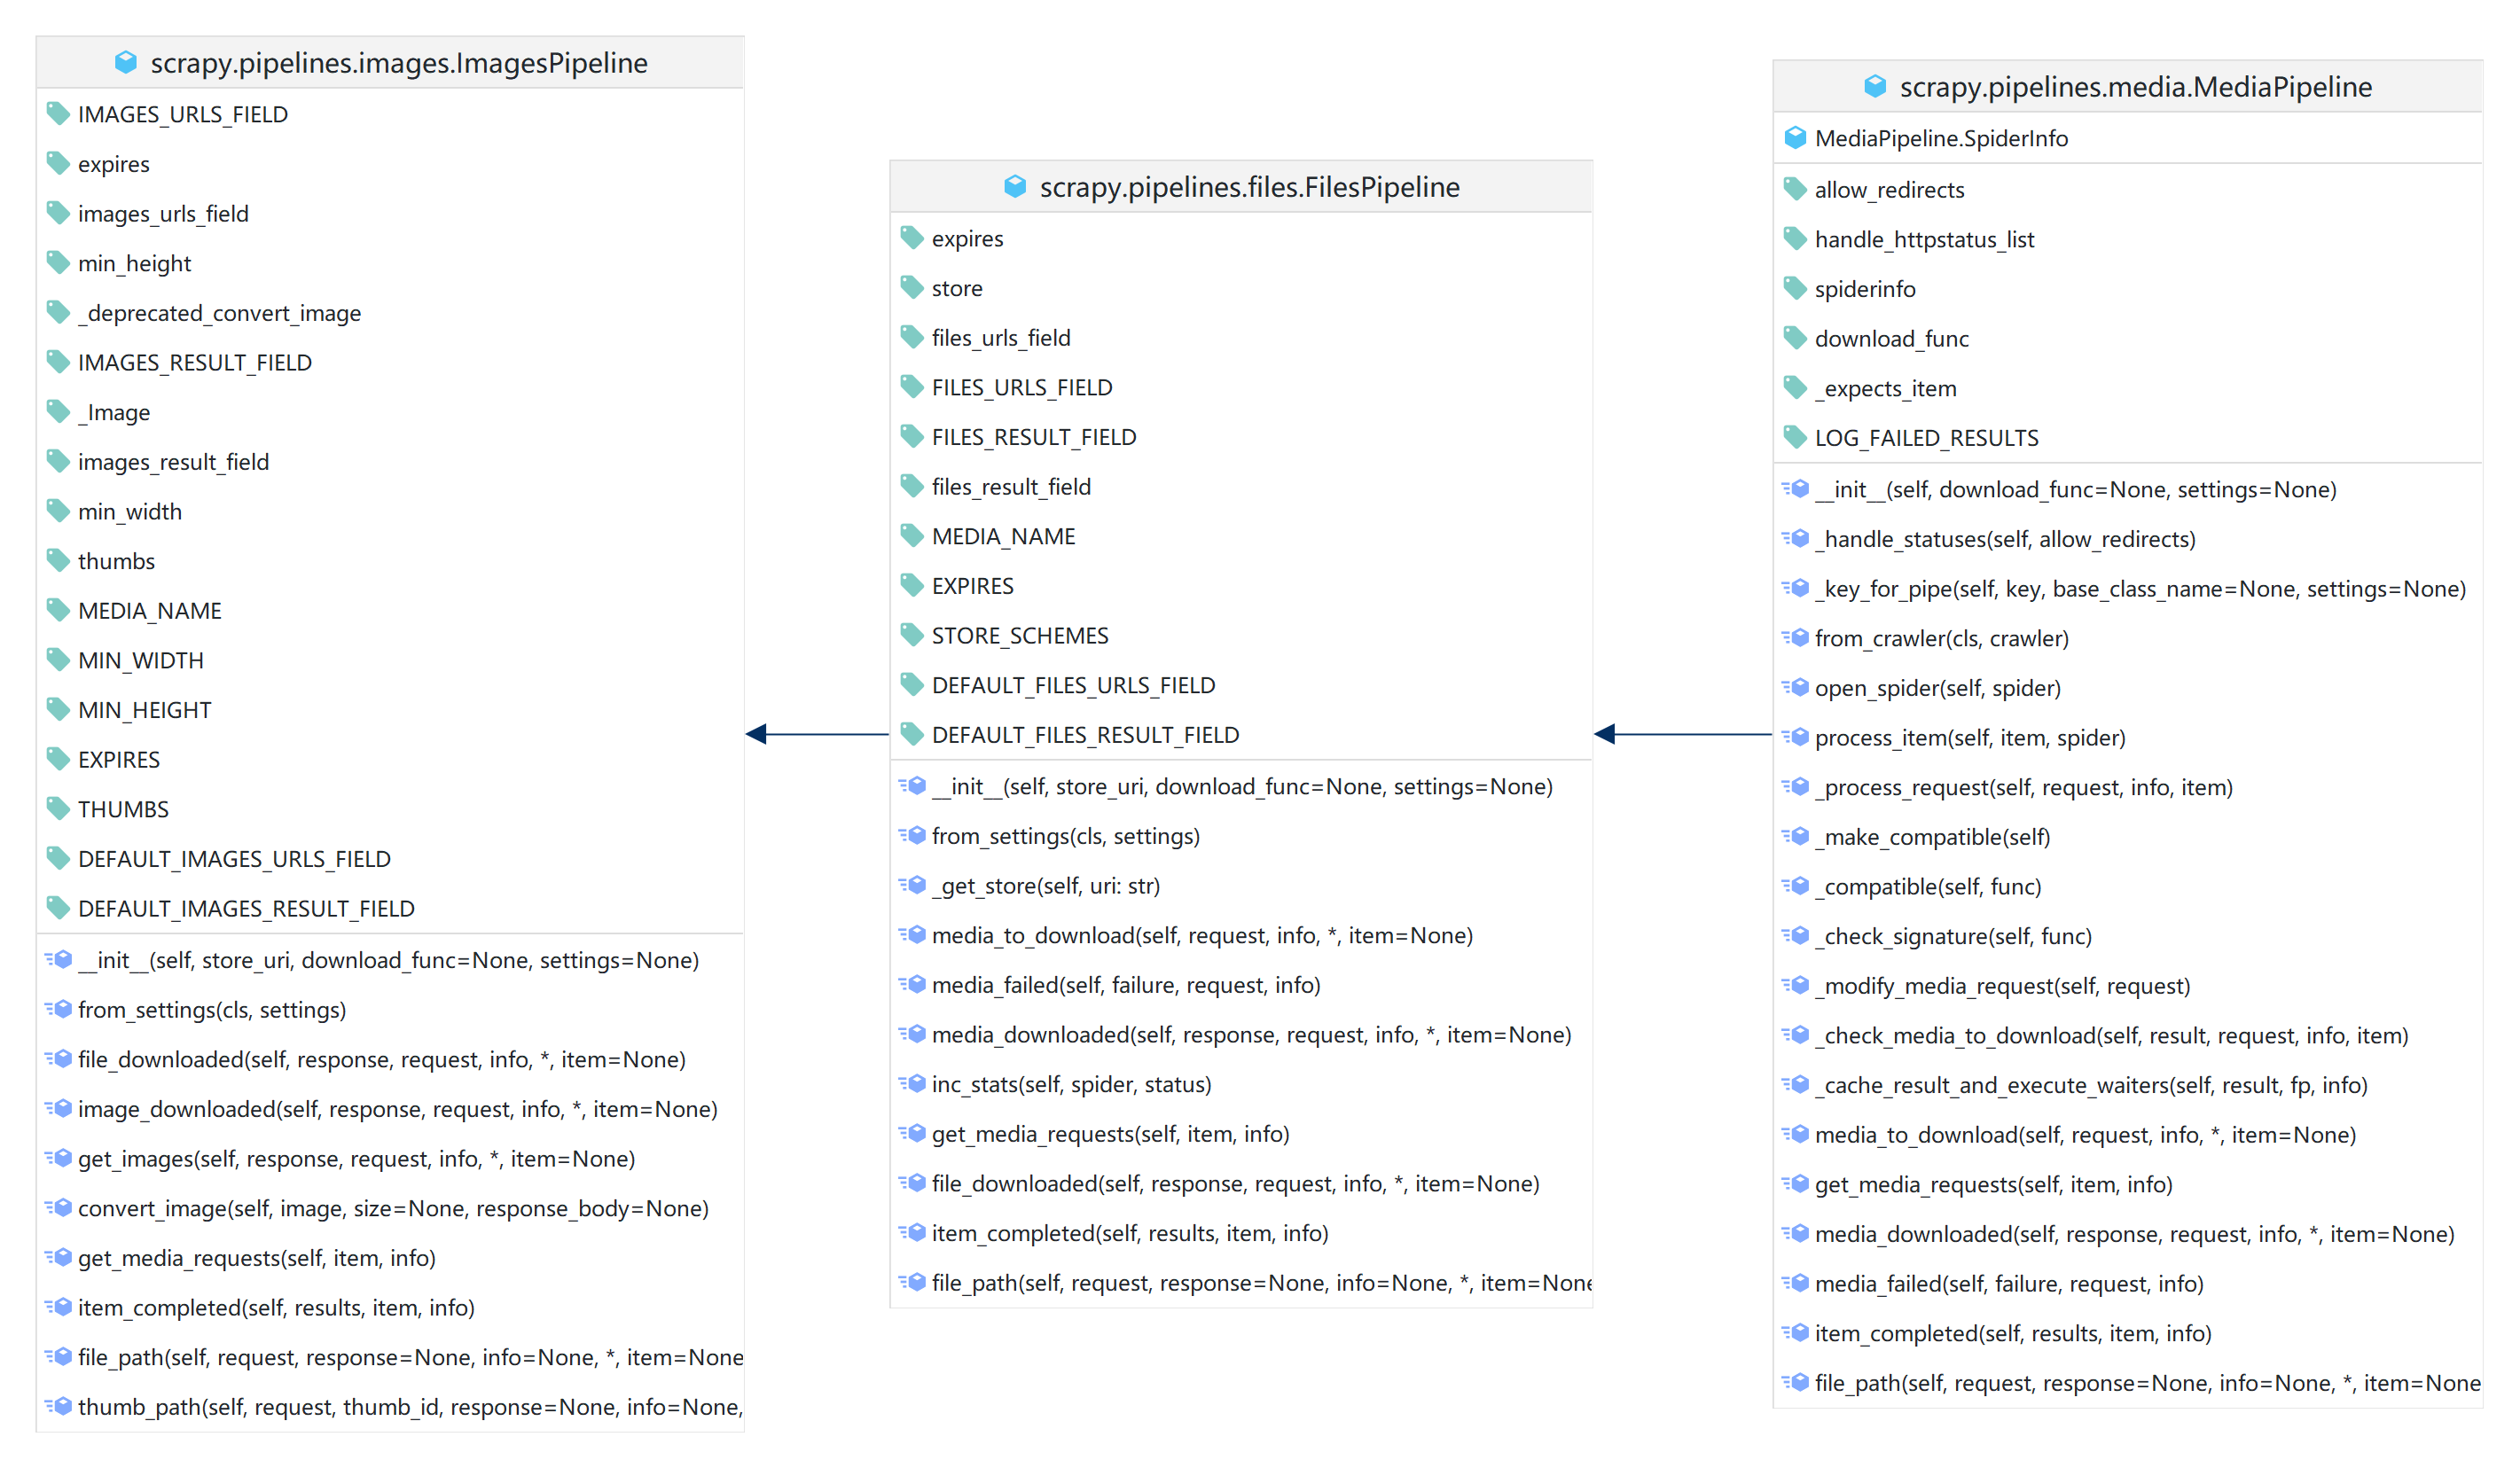 scrapy.pipelines.images.ImagesPipeline
IMAGES_URLS_FIELD
expires
images_urls_field
min_height
_deprecated_convert_image
IMAGES_RESULT_FIELD
_Image
images_result_field
min_width
thumbs
MEDIA_NAME
MIN_WIDTH
MIN_HEIGHT
EXPIRES
THUMBS
DEFAULT_IMAGES_URLS_FIELD
DEFAULT_IMAGES_RESULT_FIELD
__init__(self, store_uri, download_func=None, settings=None)
from_settings(cls, settings)
file_downloaded(self, response, request, info, *, item=None)
image_downloaded(self, response, request, info, *, item=None)
get_images(self, response, request, info, *, item=None)
convert_image(self, image, size=None, response_body=None)
get_media_requests(self, item, info)
item_completed(self, results, item, info)
file_path(self, request, response=None, info=None, *, item=None
thumb_path(self, request, thumb_id, response=None, info=None,
scrapy.pipelines.files.FilesPipeline
expires
store
files_urls_field
FILES_URLS_FIELD
FILES_RESULT_FIELD
files_result_field
MEDIA_NAME
EXPIRES
STORE_SCHEMES
DEFAULT_FILES_URLS_FIELD
DEFAULT_FILES_RESULT_FIELD
__init__(self, store_uri, download_func=None, settings=None)
from_settings(cls, settings)
_get_store(self, uri: str)
media_to_download(self, request, info, *, item=None)
media_failed(self, failure, request, info)
media_downloaded(self, response, request, info, *, item=None)
inc_stats(self, spider, status)
get_media_requests(self, item, info)
file_downloaded(self, response, request, info, *, item=None)
item_completed(self, results, item, info)
file_path(self, request, response=None, info=None, *, item=None
scrapy.pipelines.media.MediaPipeline
MediaPipeline.SpiderInfo
allow_redirects
handle_httpstatus_list
spiderinfo
download_func
_expects_item
LOG_FAILED_RESULTS
__init__(self, download_func=None, settings=None)
_handle_statuses(self, allow_redirects)
_key_for_pipe(self, key, base_class_name=None, settings=None)
from_crawler(cls, crawler)
open_spider(self, spider)
process_item(self, item, spider)
_process_request(self, request, info, item)
_make_compatible(self)
_compatible(self, func)
_check_signature(self, func)
_modify_media_request(self, request)
_check_media_to_download(self, result, request, info, item)
_cache_result_and_execute_waiters(self, result, fp, info)
media_to_download(self, request, info, *, item=None)
get_media_requests(self, item, info)
media_downloaded(self, response, request, info, *, item=None)
media_failed(self, failure, request, info)
item_completed(self, results, item, info)
file_path(self, request, response=None, info=None, *, item=None